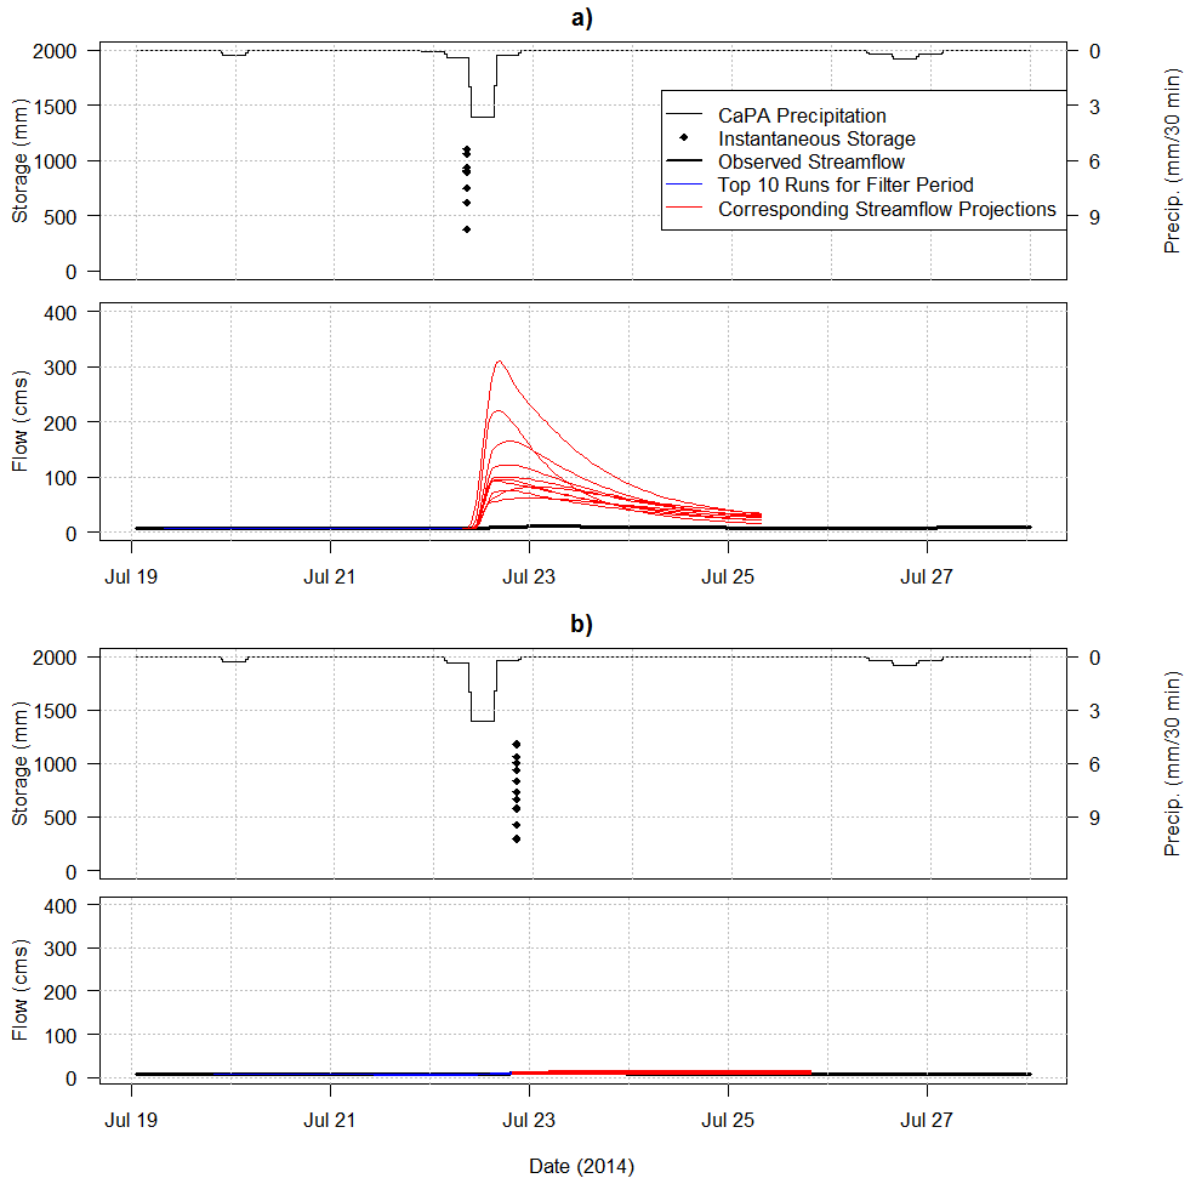 a)
2000
1500
1000
500
0
Storage (mm)
0
3
6
9
Precip. (mm/30 min)
CaPA Precipitation
Instantaneous Storage
Observed Streamflow
Top 10 Runs for Filter Period
Corresponding Streamflow Projections
400
300
200
100
0
Flow (cms)
Jul 19 Jul 21 Jul 23 Jul 25 Jul 27
b)
2000
1500
1000
500
0
Storage (mm)
0
3
6
9
Precip. (mm/30 min)
400
300
200
100
0
Flow (cms)
Jul 19 Jul 21 Jul 23 Jul 25 Jul 27
Date (2014)